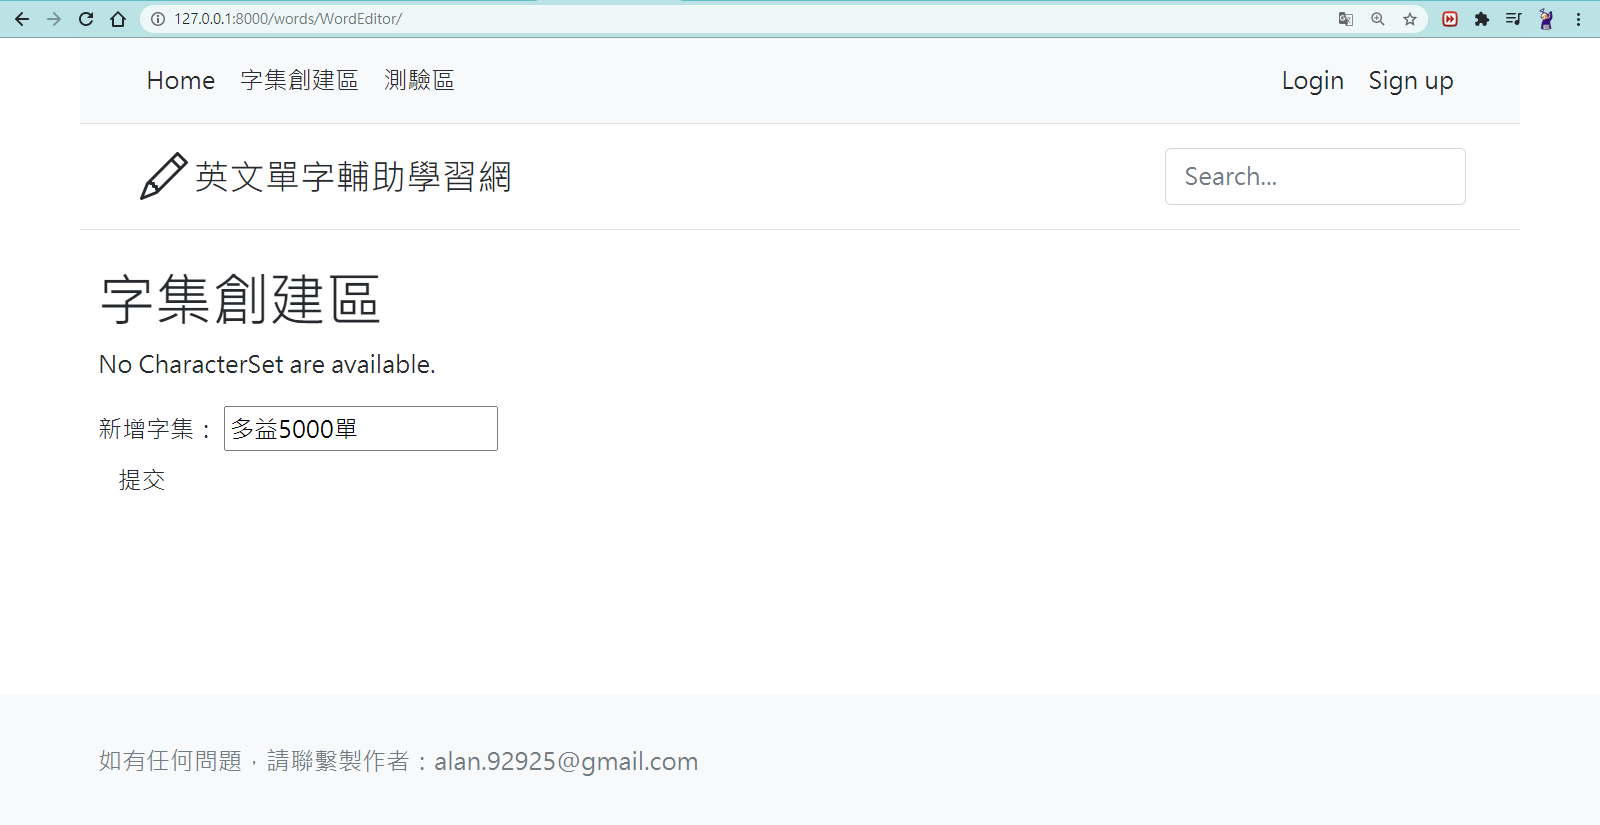 127.0.0.1:8000/words/WordEditor/
Home 字集創建區 測驗區 Login Sign up
英文單字輔助學習網 Search...
字集創建區
No CharacterSet are available.
新增字集： 多益5000單
提交
如有任何問題，請聯繫製作者：alan.92925@gmail.com